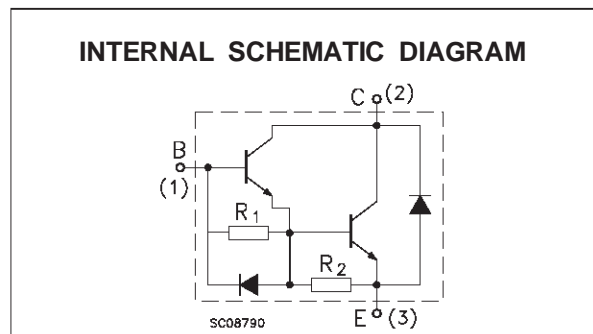 INTERNAL SCHEMATIC DIAGRAM
C (2)
B
(1)
R1
R2
SC08790
E (3)